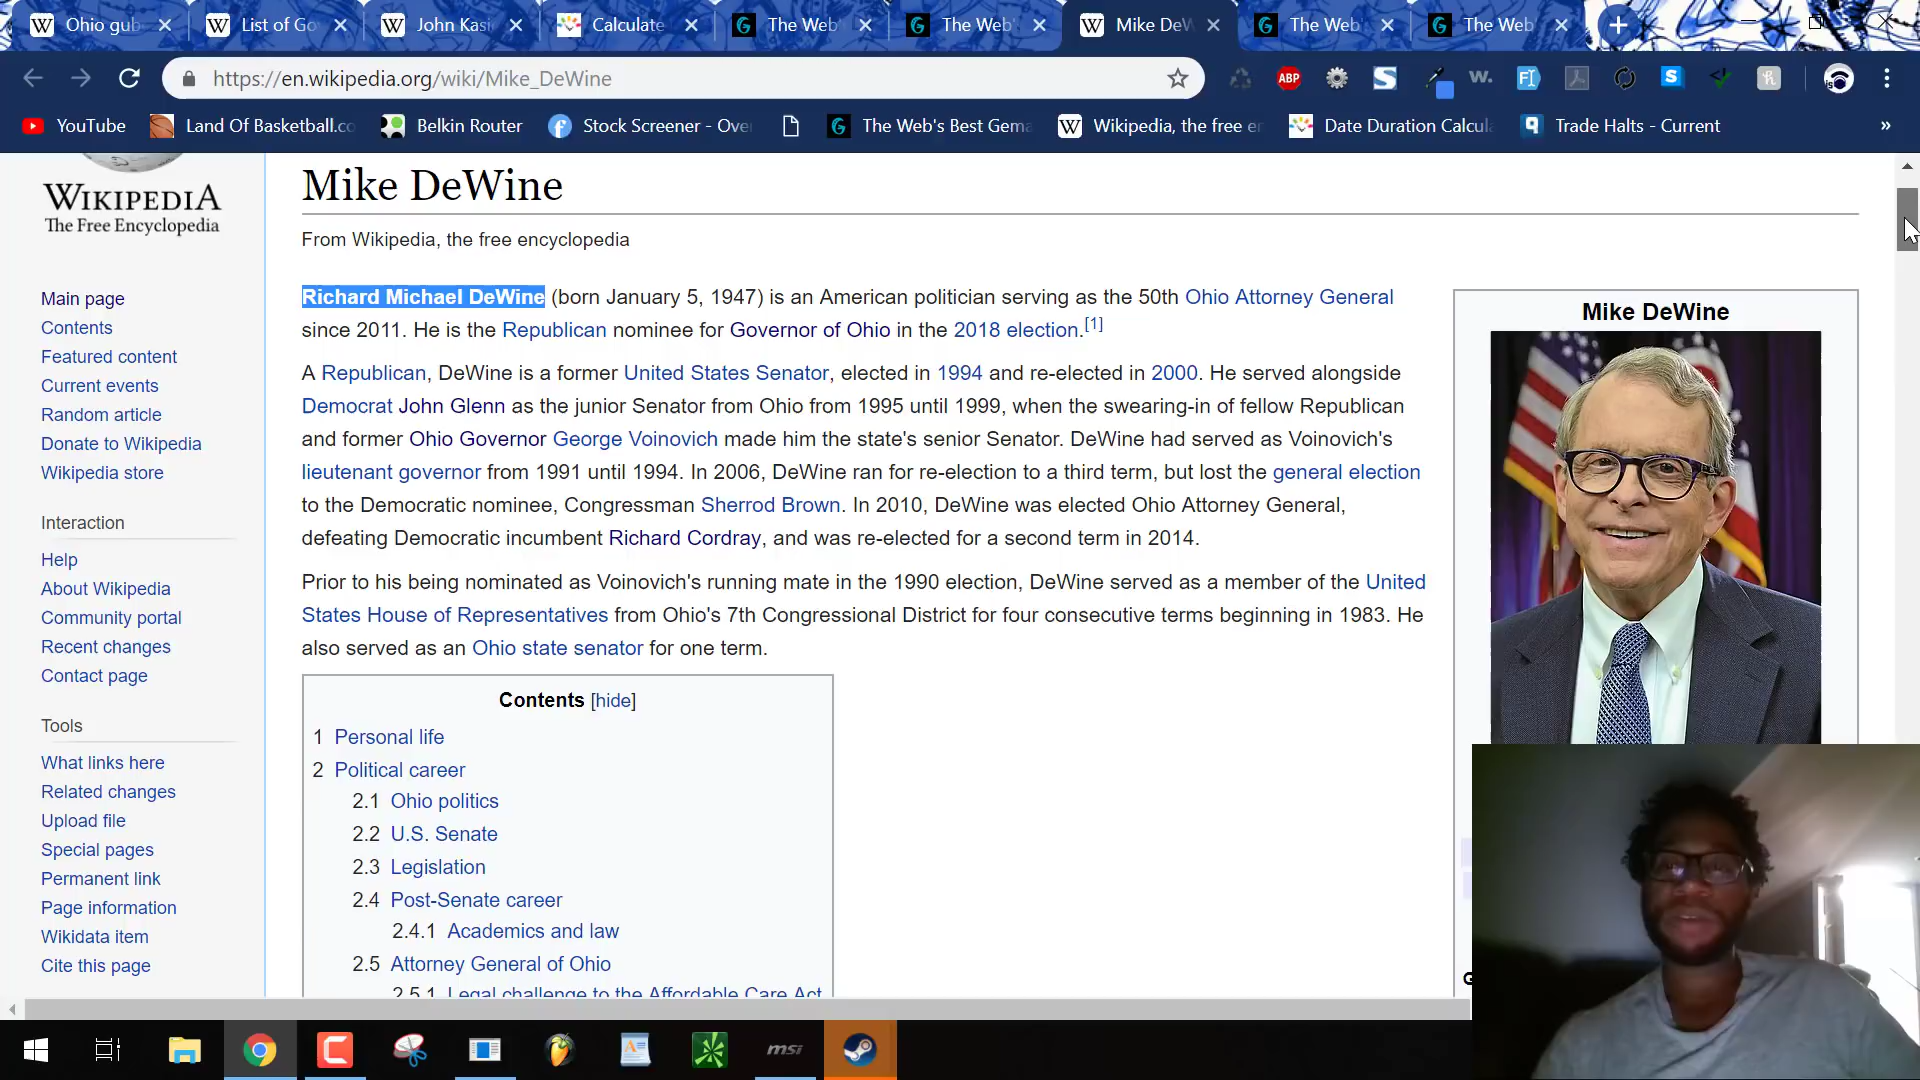 Ohio gub
List of Go
John Kasi
Calculate
The Web'
The Web'
Mike DeW
The Web'
The Web
https://en.wikipedia.org/wiki/Mike_DeWine
ABP
W.
YouTube
Land Of Basketball.co
Belkin Router
Stock Screener - Ove
The Web's Best Gema
Wikipedia, the free en
Date Duration Calcul
Trade Halts - Current
»
WIKIPEDIA
The Free Encyclopedia
Main page
Contents
Featured content
Current events
Random article
Donate to Wikipedia
Wikipedia store
Interaction
Help
About Wikipedia
Community portal
Recent changes
Contact page
Tools
What links here
Related changes
Upload file
Special pages
Permanent link
Page information
Wikidata item
Cite this page
Mike DeWine
From Wikipedia, the free encyclopedia
Richard Michael DeWine (born January 5, 1947) is an American politician serving as the 50th Ohio Attorney General
since 2011. He is the Republican nominee for Governor of Ohio in the 2018 election.[1]
A Republican, DeWine is a former United States Senator, elected in 1994 and re-elected in 2000. He served alongside
Democrat John Glenn as the junior Senator from Ohio from 1995 until 1999, when the swearing-in of fellow Republican
and former Ohio Governor George Voinovich made him the state's senior Senator. DeWine had served as Voinovich's
lieutenant governor from 1991 until 1994. In 2006, DeWine ran for re-election to a third term, but lost the general election
to the Democratic nominee, Congressman Sherrod Brown. In 2010, DeWine was elected Ohio Attorney General,
defeating Democratic incumbent Richard Cordray, and was re-elected for a second term in 2014.
Prior to his being nominated as Voinovich's running mate in the 1990 election, DeWine served as a member of the United
States House of Representatives from Ohio's 7th Congressional District for four consecutive terms beginning in 1983. He
also served as an Ohio state senator for one term.
Contents [hide]
1 Personal life
2 Political career
2.1 Ohio politics
2.2 U.S. Senate
2.3 Legislation
2.4 Post-Senate career
2.4.1 Academics and law
2.5 Attorney General of Ohio
2.5.1 Legal challenge to the Affordable Care Act
Mike DeWine
msi